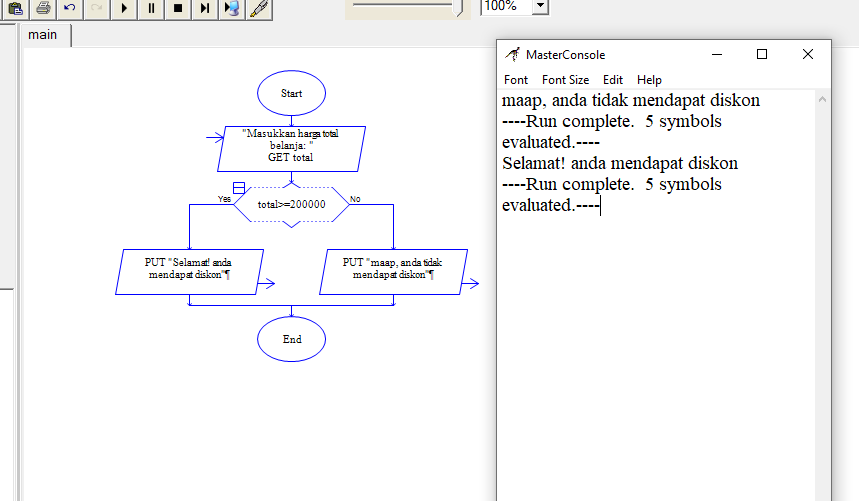 100%
main
Start
"Masukkan harga total
belanja: "
GET total
Yes
total>=200000
No
PUT "Selamat! anda
mendapat diskon"¶
PUT "maap, anda tidak
mendapat diskon"¶
End
MasterConsole
Font Font Size Edit Help
maap, anda tidak mendapat diskon
----Run complete.  5 symbols
evaluated.----
Selamat! anda mendapat diskon
----Run complete.  5 symbols
evaluated.----